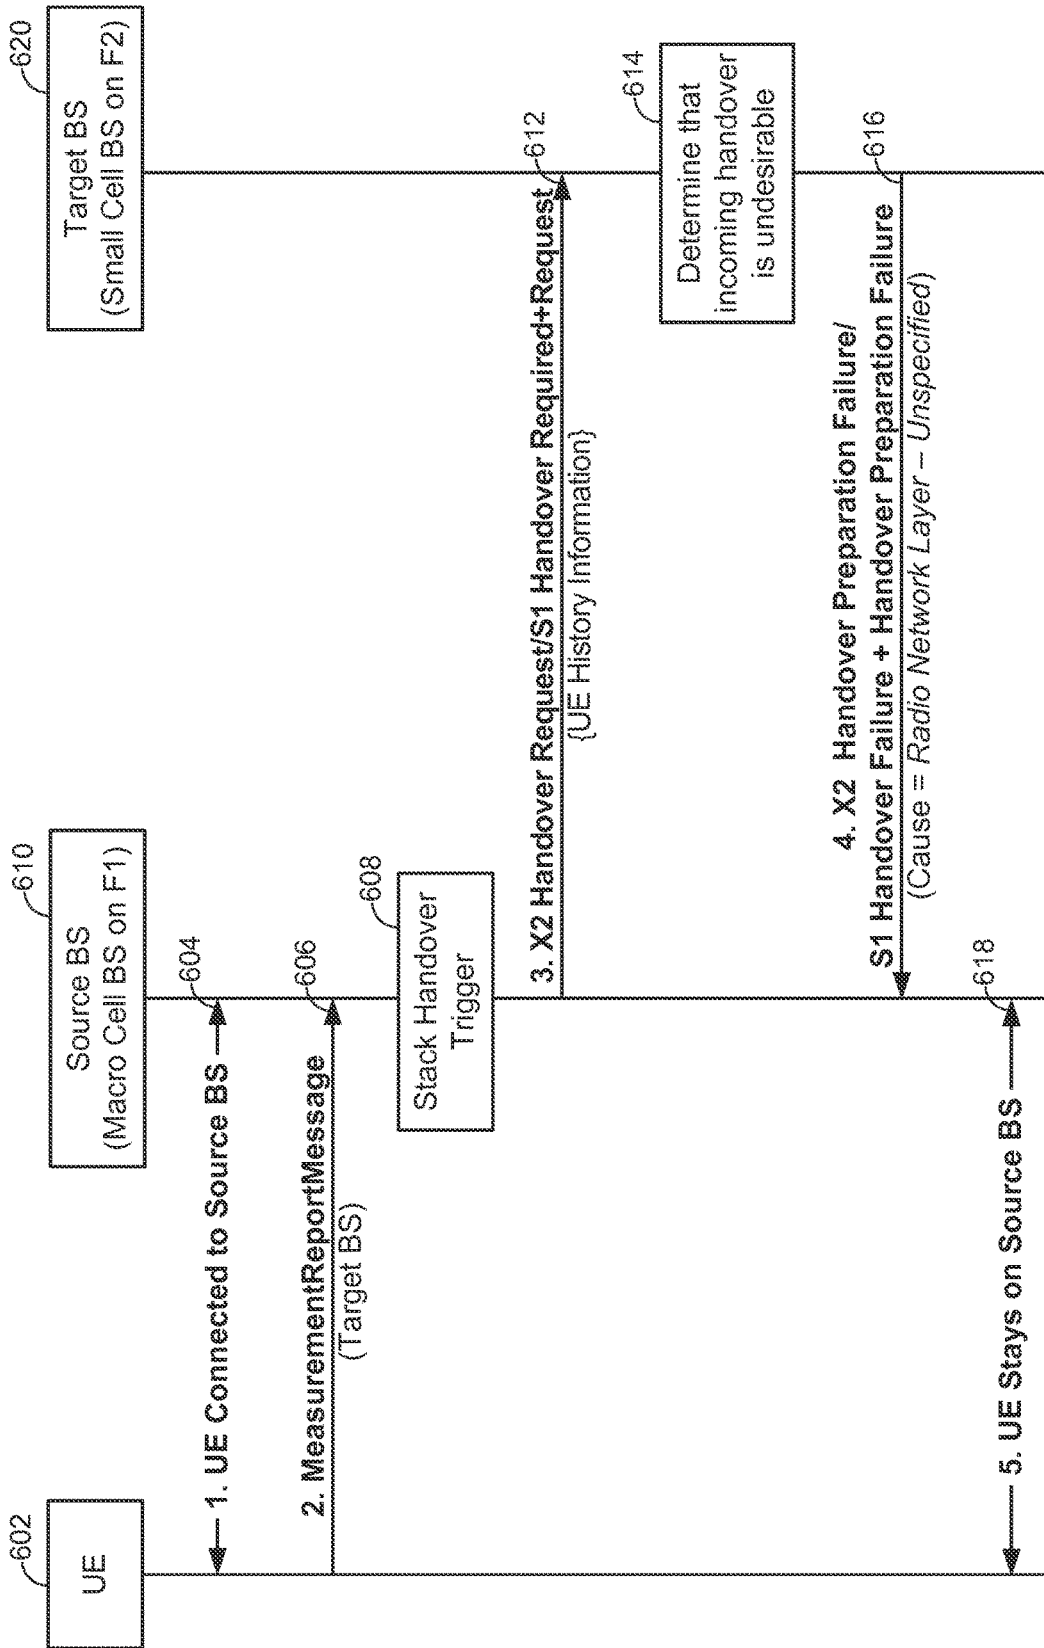 602
UE
610
Source BS
(Macro Cell BS on F1)
620
Target BS
(Small Cell BS on F2)
604
1. UE Connected to Source BS
606
2. MeasurementReportMessage
(Target BS)
608
Stack Handover
Trigger
612
3. X2 Handover Request/S1 Handover Required+Request
{UE History Information}
614
Determine that
incoming handover
is undesirable
616
4. X2 Handover Preparation Failure/
S1 Handover Failure + Handover Preparation Failure
(Cause = Radio Network Layer – Unspecified)
618
5. UE Stays on Source BS